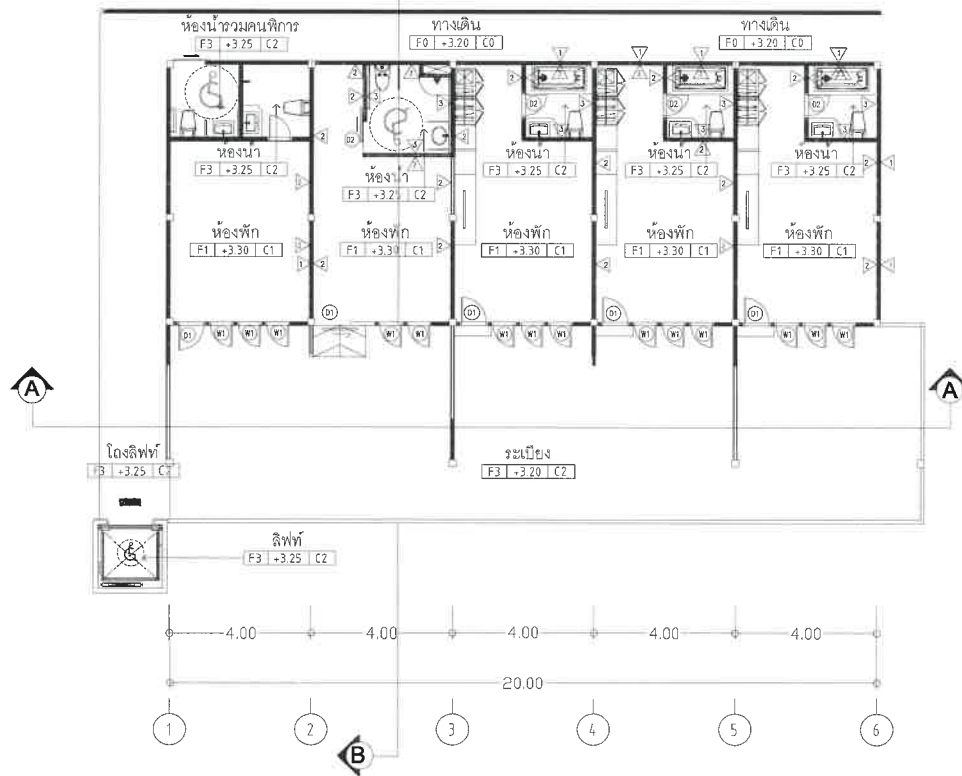 ห้องน้ำรวมคนพิการ
F3 +3.25 C2
ทางเดิน
F0 +3.20 C0
ทางเดิน
F0 +3.20 C0
ห้องนา
F3 +3.25 C2
ห้องนา
F3 +3.25 C2
ห้องนา
F3 +3.25 C2
ห้องนา
F3 +3.25 C2
ห้องนา
F3 +3.25 C2
ห้องพัก
F1 +3.30 C1
ห้องพัก
F1 +3.30 C1
ห้องพัก
F1 +3.30 C1
ห้องพัก
F1 +3.30 C1
ห้องพัก
F1 +3.30 C1
D2 D2 D2 D2
D1 D1 D1 D1
D1 W1 W1 W1 W1 W1 W1 W1 W1 W1 W1 W1 W1 W1 W1
A A
โถงลิฟท์
F3 +3.25 C2
ระเบียง
F3 +3.20 C2
ลิฟท์
F3 +3.25 C2
4.00 4.00 4.00 4.00 4.00
20.00
1 2 3 4 5 6
B